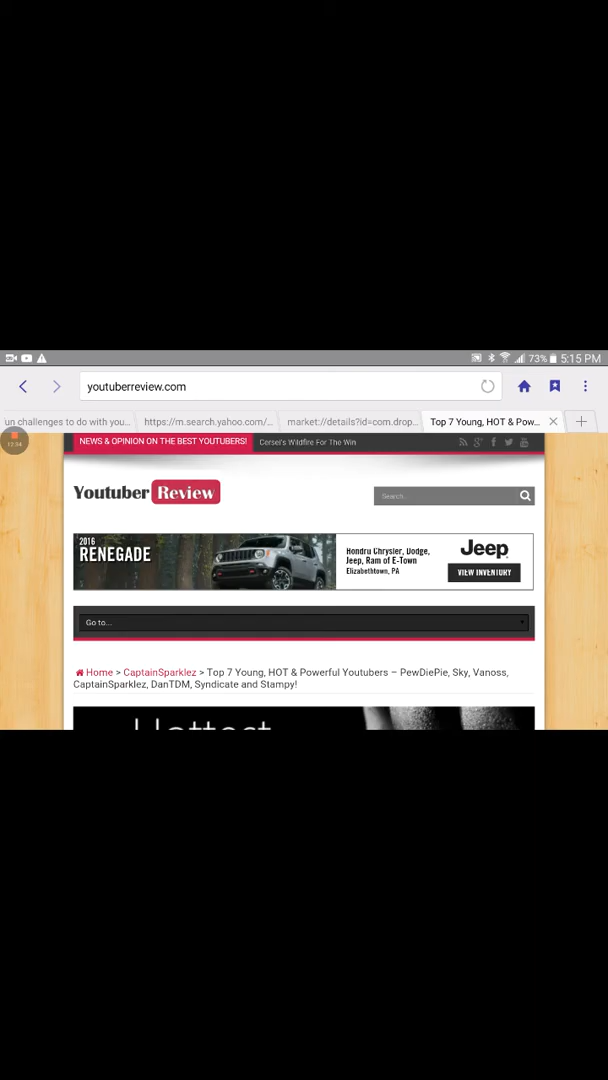 73% 5:15 PM
youtuberreview.com
un challenges to do with you...
https://m.search.yahoo.com/...
market://details?id=com.drop...
Top 7 Young, HOT & Pow...
NEWS & OPINION ON THE BEST YOUTUBERS!
Cersei's Wildfire For The Win
Youtuber Review
Search...
2016
RENEGADE
Hondru Chrysler, Dodge,
Jeep, Ram of E-Town
Elizabethtown, PA
Jeep
VIEW INVENTORY
Go to...
Home > CaptainSparklez > Top 7 Young, HOT & Powerful Youtubers – PewDiePie, Sky, Vanoss,
CaptainSparklez, DanTDM, Syndicate and Stampy!
Hottest